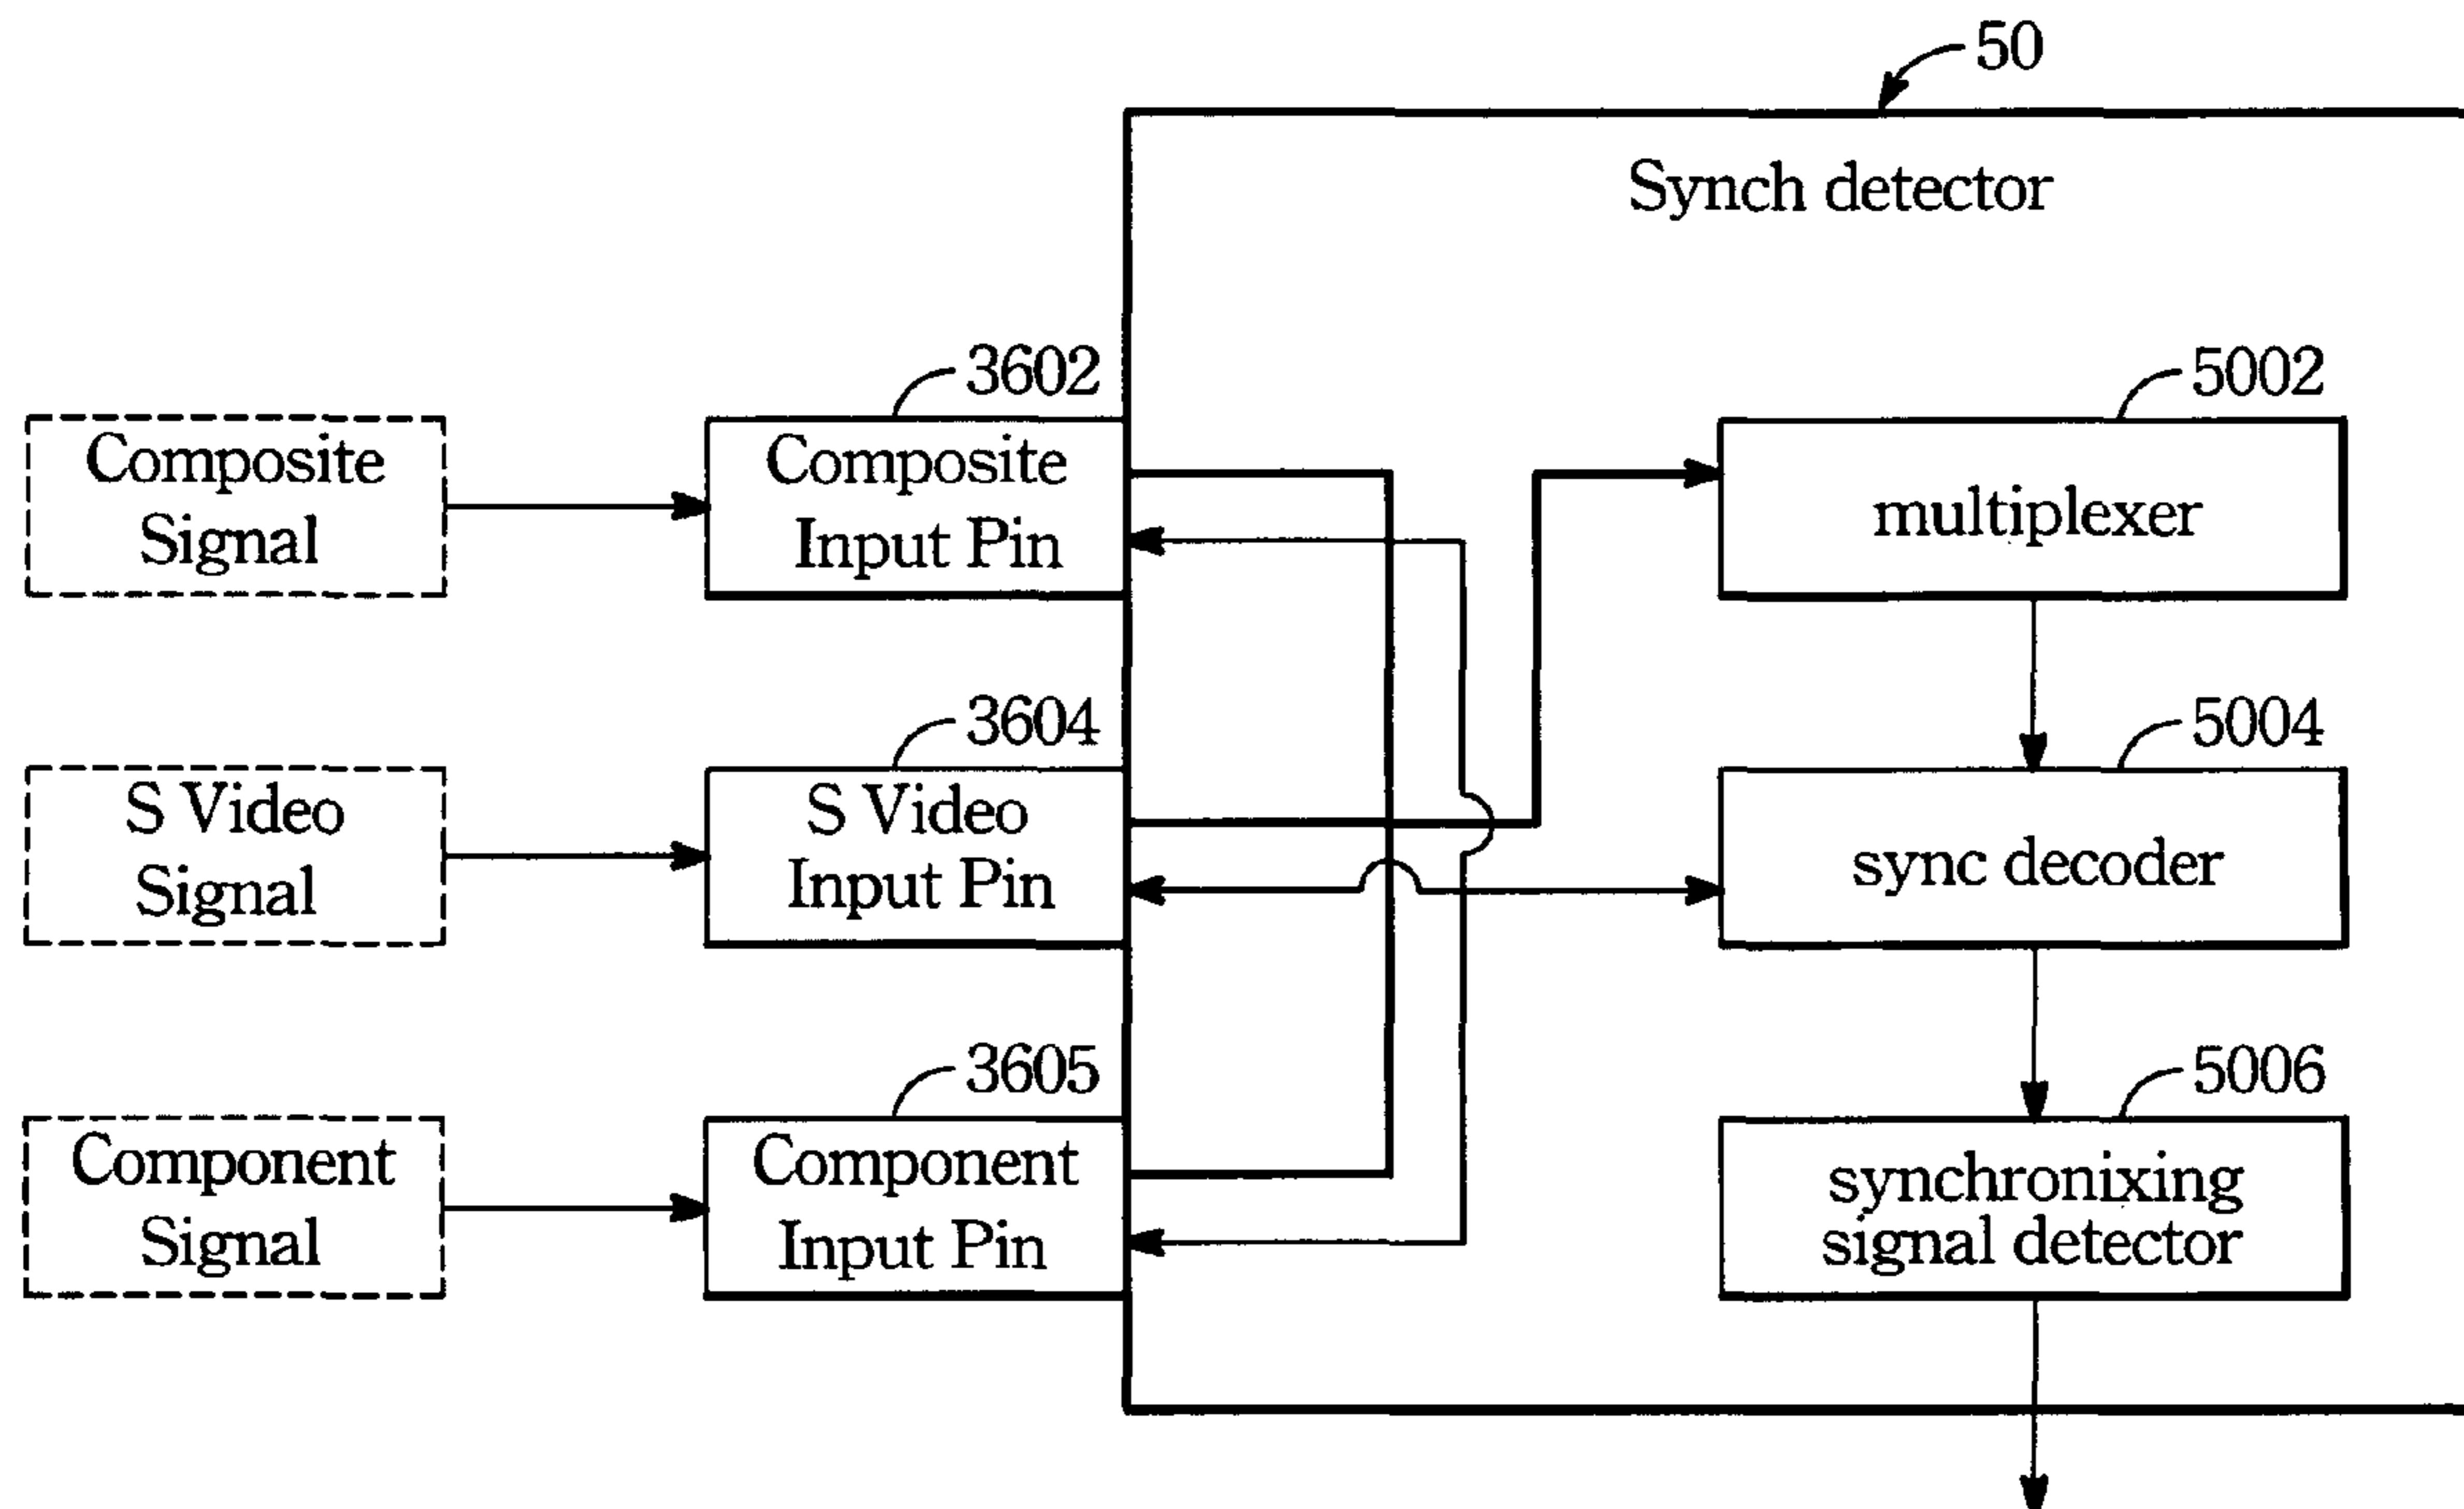 50
Synch detector
3602
5002
Composite
Signal
Composite
Input Pin
multiplexer
3604
5004
S Video
Signal
S Video
Input Pin
sync decoder
3605
5006
Component
Signal
Component
Input Pin
synchronixing
signal detector